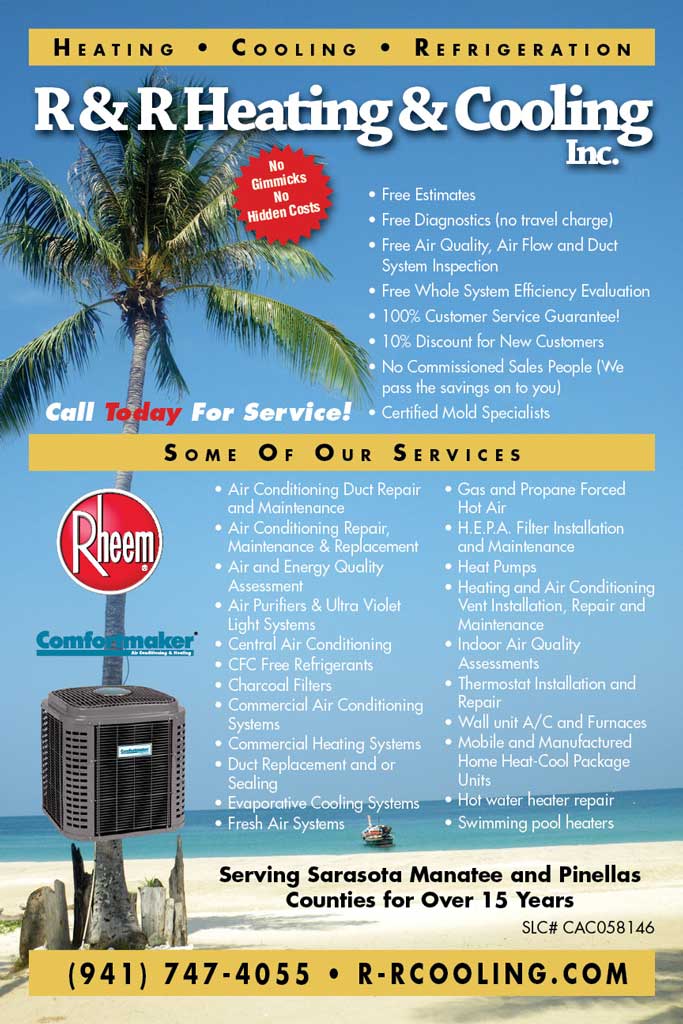 HEATING • COOLING • REFRIGERATION
R & R Heating & Cooling
Inc.
No
Gimmicks
No
Hidden Costs
• Free Estimates
• Free Diagnostics (no travel charge)
• Free Air Quality, Air Flow and Duct
System Inspection
• Free Whole System Efficiency Evaluation
• 100% Customer Service Guarantee!
• 10% Discount for New Customers
• No Commissioned Sales People (We
pass the savings on to you)
• Certified Mold Specialists
Call Today For Service!
SOME OF OUR SERVICES
Rheem®
Comfortmaker®
Air Conditioning & Heating
Comfortmaker
• Air Conditioning Duct Repair
and Maintenance
• Air Conditioning Repair,
Maintenance & Replacement
• Air and Energy Quality
Assessment
• Air Purifiers & Ultra Violet
Light Systems
• Central Air Conditioning
• CFC Free Refrigerants
• Charcoal Filters
• Commercial Air Conditioning
Systems
• Commercial Heating Systems
• Duct Replacement and or
Sealing
• Evaporative Cooling Systems
• Fresh Air Systems
• Gas and Propane Forced
Hot Air
• H.E.P.A. Filter Installation
and Maintenance
• Heat Pumps
• Heating and Air Conditioning
Vent Installation, Repair and
Maintenance
• Indoor Air Quality
Assessments
• Thermostat Installation and
Repair
• Wall unit A/C and Furnaces
• Mobile and Manufactured
Home Heat-Cool Package
Units
• Hot water heater repair
• Swimming pool heaters
Serving Sarasota Manatee and Pinellas
Counties for Over 15 Years
SLC# CAC058146
(941) 747-4055 • R-RCOOLING.COM